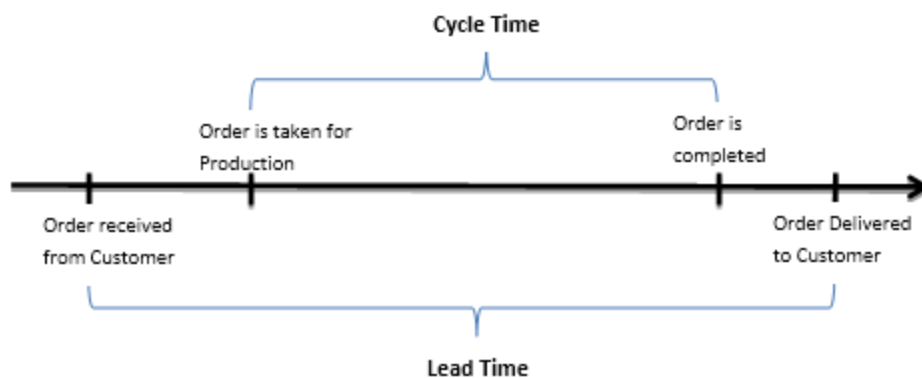 Cycle Time
Order is taken for
Production
Order is
completed
Order received
from Customer
Order Delivered
to Customer
Lead Time